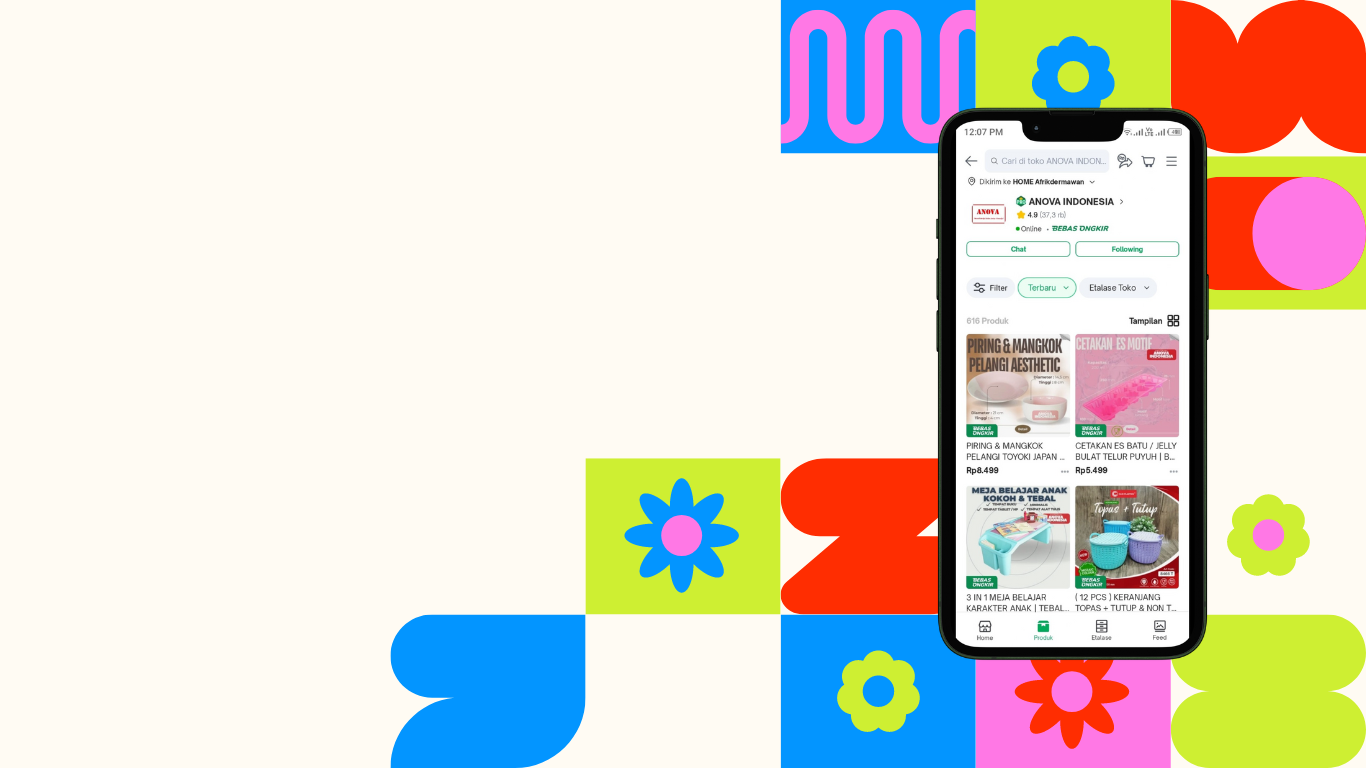 12:07 PM
Cari di toko ANOVA INDON...
Dikirim ke HOME Afrikdermawan
ANOVA
ANOVA INDONESIA
4.9 (37,3 rb)
Online • BEBAS ONGKIR
Chat Following
Filter Terbaru Etalase Toko
616 Produk Tampilan
PIRING & MANGKOK
PELANGI AESTHETIC
BEBAS
ONGKIR
CETAKAN ES MOTIF
ANOVA
INDONESIA
BEBAS
ONGKIR
PIRING & MANGKOK
PELANGI TOYOKI JAPAN ...
Rp8.499
CETAKAN ES BATU / JELLY
BULAT TELUR PUYUH | B...
Rp5.499
MEJA BELAJAR ANAK
KOKOH & TEBAL
BEBAS
ONGKIR
Topas + Tutup
BEBAS
ONGKIR
3 IN 1 MEJA BELAJAR
KARAKTER ANAK | TEBAL...
( 12 PCS ) KERANJANG
TOPAS + TUTUP & NON T...
Home Produk Etalase Feed